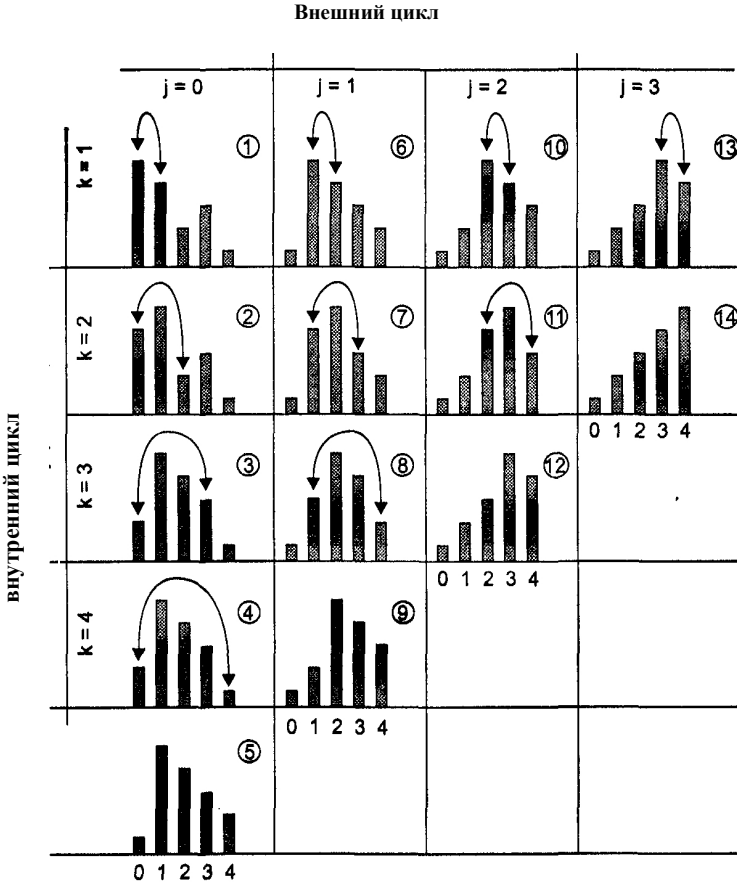 Внешний цикл
j = 0 j = 1 j = 2 j = 3
k = 1 1 6 10 13
k = 2 2 7 11 14
0 1 2 3 4
внутренний цикл
k = 3 3 8 12
0 1 2 3 4
k = 4 4 9
0 1 2 3 4
5
0 1 2 3 4